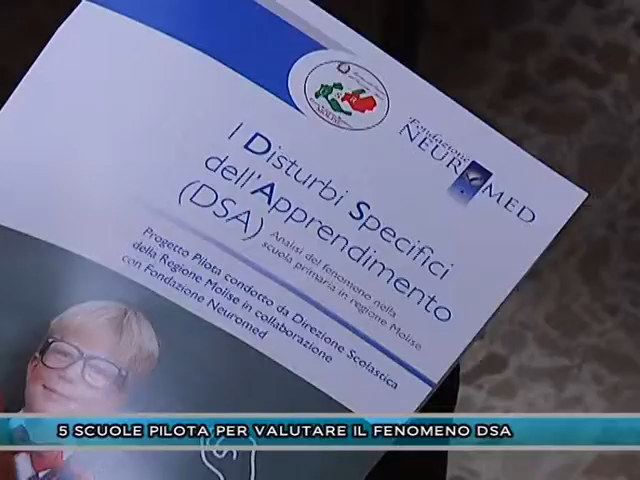 Fondazione
NEUROMED
I Disturbi Specifici
dell'Apprendimento
(DSA)
Analisi del fenomeno nella
scuola primaria in regione Molise
Progetto Pilota condotto da Direzione Scolastica
della Regione Molise in collaborazione
con Fondazione Neuromed
5 SCUOLE PILOTA PER VALUTARE IL FENOMENO DSA